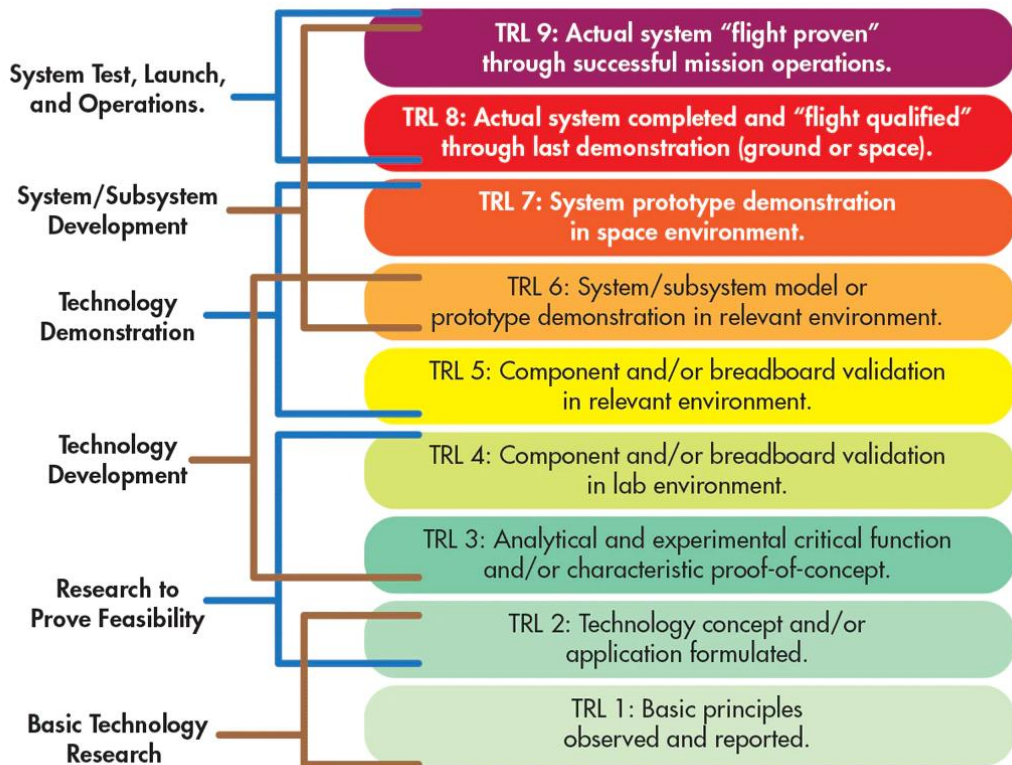 System Test, Launch,
and Operations.
System/Subsystem
Development
Technology
Demonstration
Technology
Development
Research to
Prove Feasibility
Basic Technology
Research
TRL 9: Actual system “flight proven”
through successful mission operations.
TRL 8: Actual system completed and “flight qualified”
through last demonstration (ground or space).
TRL 7: System prototype demonstration
in space environment.
TRL 6: System/subsystem model or
prototype demonstration in relevant environment.
TRL 5: Component and/or breadboard validation
in relevant environment.
TRL 4: Component and/or breadboard validation
in lab environment.
TRL 3: Analytical and experimental critical function
and/or characteristic proof-of-concept.
TRL 2: Technology concept and/or
application formulated.
TRL 1: Basic principles
observed and reported.